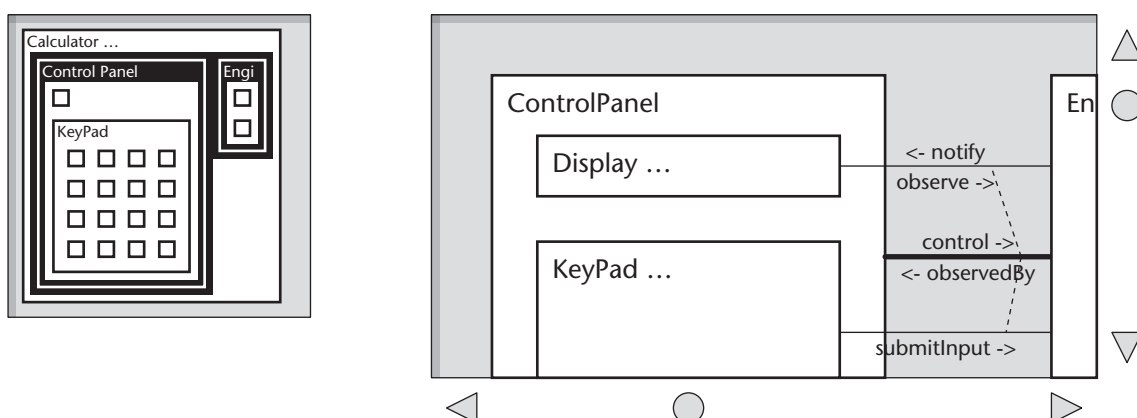 Calculator …
Control Panel
Engi
KeyPad
ControlPanel
En
Display …
<- notify
observe ->
control ->
KeyPad …
<- observedBy
submitInput ->